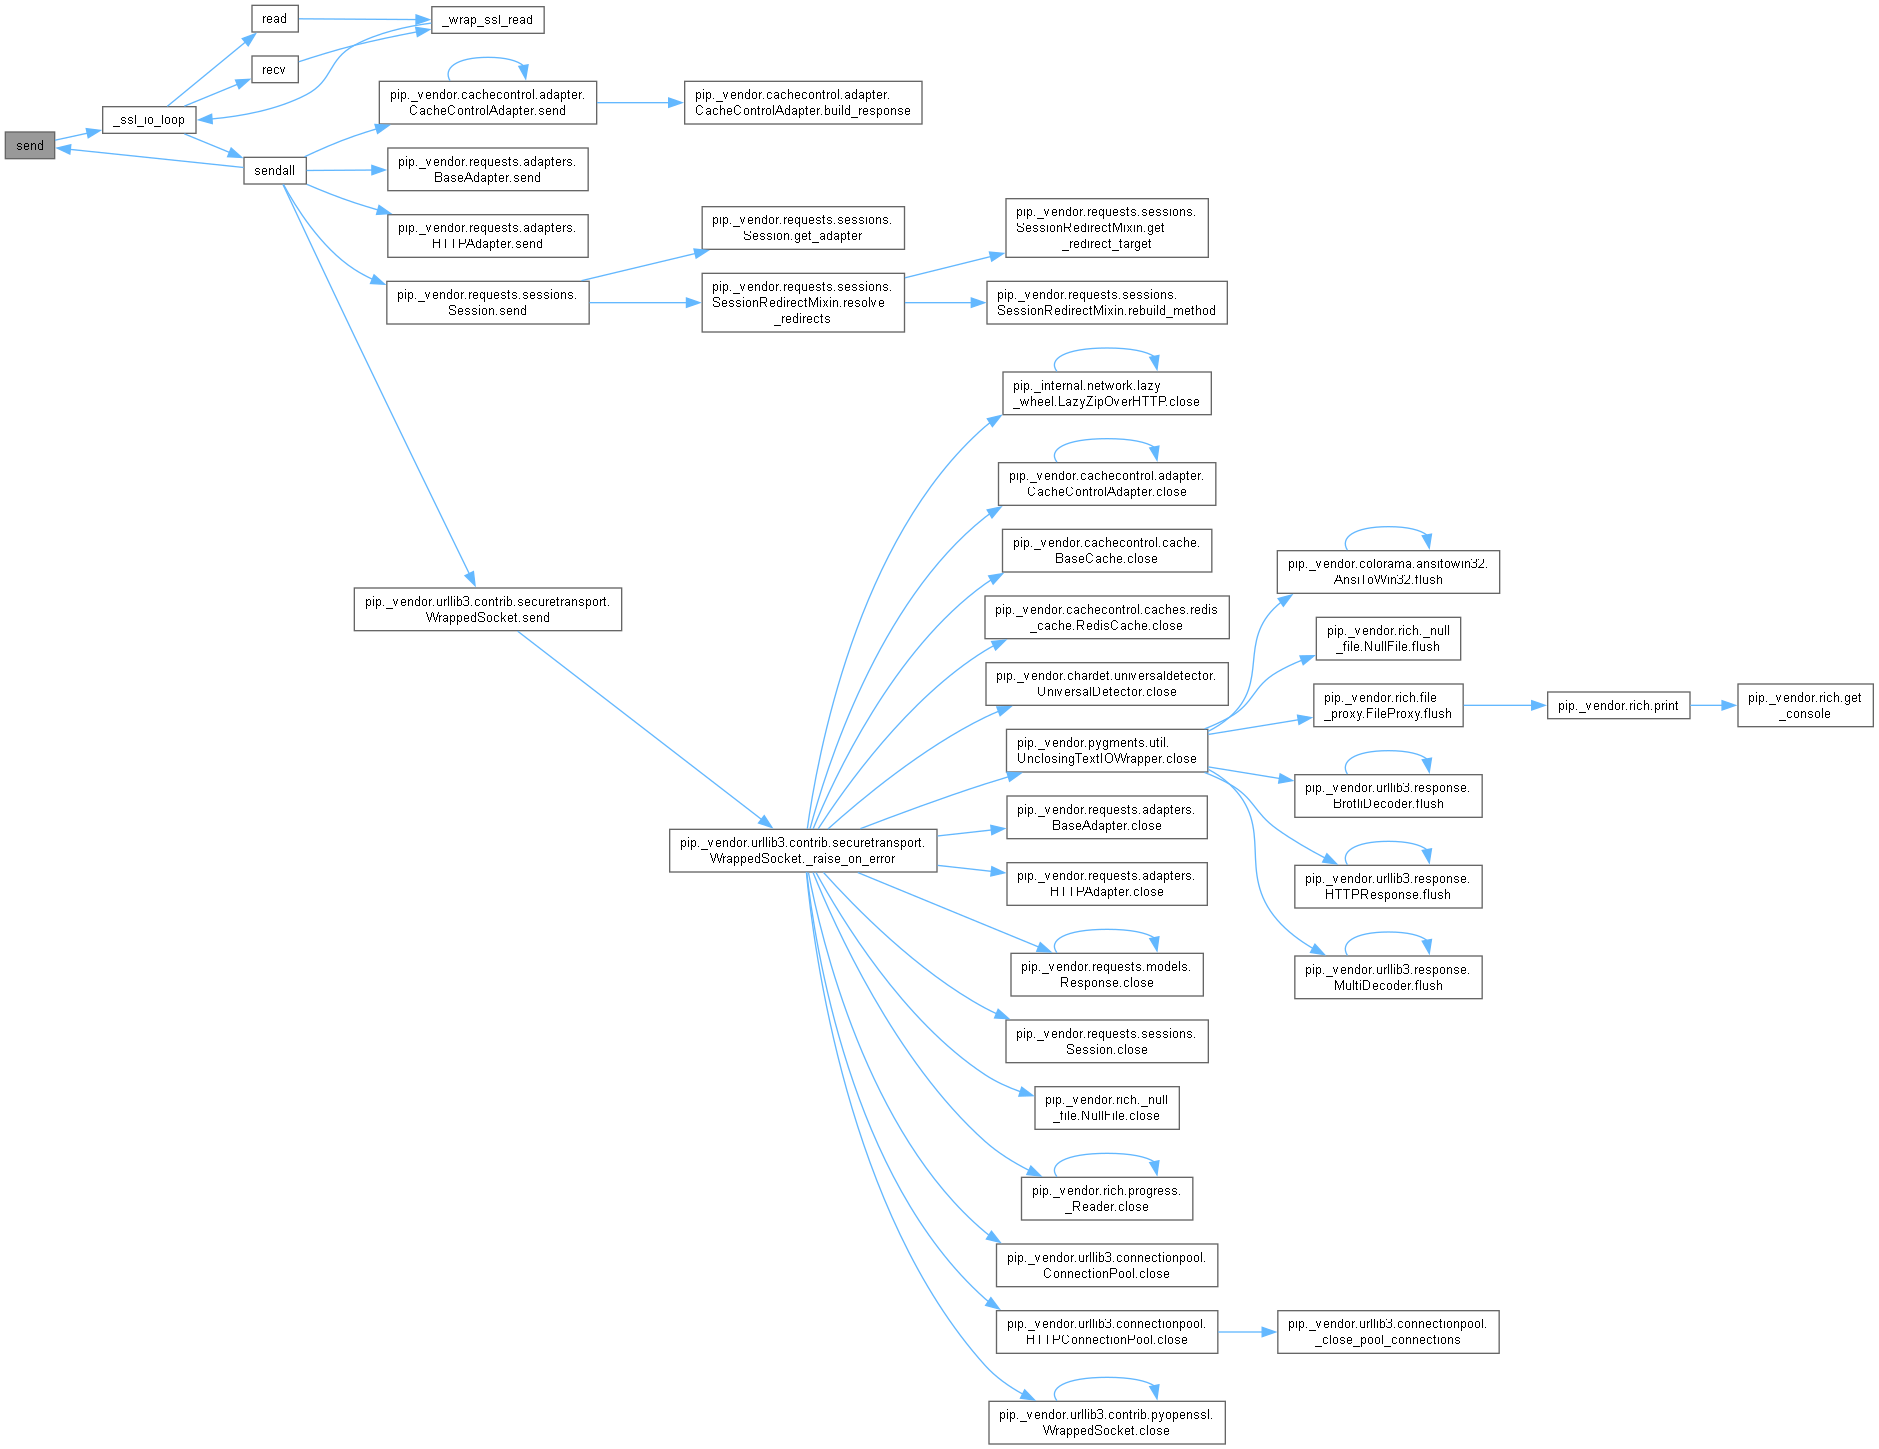 read
_wrap_ssl_read
recv
pip._vendor.cachecontrol.adapter.
CacheControlAdapter.send
pip._vendor.cachecontrol.adapter.
CacheControlAdapter.build_response
_ssl_io_loop
send
sendall
pip._vendor.requests.adapters.
BaseAdapter.send
pip._vendor.requests.adapters.
HTTPAdapter.send
pip._vendor.requests.sessions.
Session.get_adapter
pip._vendor.requests.sessions.
SessionRedirectMixin.get
_redirect_target
pip._vendor.requests.sessions.
Session.send
pip._vendor.requests.sessions.
SessionRedirectMixin.resolve
_redirects
pip._vendor.requests.sessions.
SessionRedirectMixin.rebuild_method
pip._internal.network.lazy
_wheel.LazyZipOverHTTP.close
pip._vendor.cachecontrol.adapter.
CacheControlAdapter.close
pip._vendor.cachecontrol.cache.
BaseCache.close
pip._vendor.colorama.ansitowin32.
AnsiToWin32.flush
pip._vendor.urllib3.contrib.securetransport.
WrappedSocket.send
pip._vendor.cachecontrol.caches.redis
_cache.RedisCache.close
pip._vendor.rich._null
_file.NullFile.flush
pip._vendor.chardet.universaldetector.
UniversalDetector.close
pip._vendor.rich.file
_proxy.FileProxy.flush
pip._vendor.rich.print
pip._vendor.rich.get
_console
pip._vendor.pygments.util.
UnclosingTextIOWrapper.close
pip._vendor.urllib3.response.
BrotliDecoder.flush
pip._vendor.requests.adapters.
BaseAdapter.close
pip._vendor.urllib3.contrib.securetransport.
WrappedSocket._raise_on_error
pip._vendor.requests.adapters.
HTTPAdapter.close
pip._vendor.urllib3.response.
HTTPResponse.flush
pip._vendor.requests.models.
Response.close
pip._vendor.urllib3.response.
MultiDecoder.flush
pip._vendor.requests.sessions.
Session.close
pip._vendor.rich._null
_file.NullFile.close
pip._vendor.rich.progress.
_Reader.close
pip._vendor.urllib3.connectionpool.
ConnectionPool.close
pip._vendor.urllib3.connectionpool.
HTTPConnectionPool.close
pip._vendor.urllib3.connectionpool.
_close_pool_connections
pip._vendor.urllib3.contrib.pyopenssl.
WrappedSocket.close